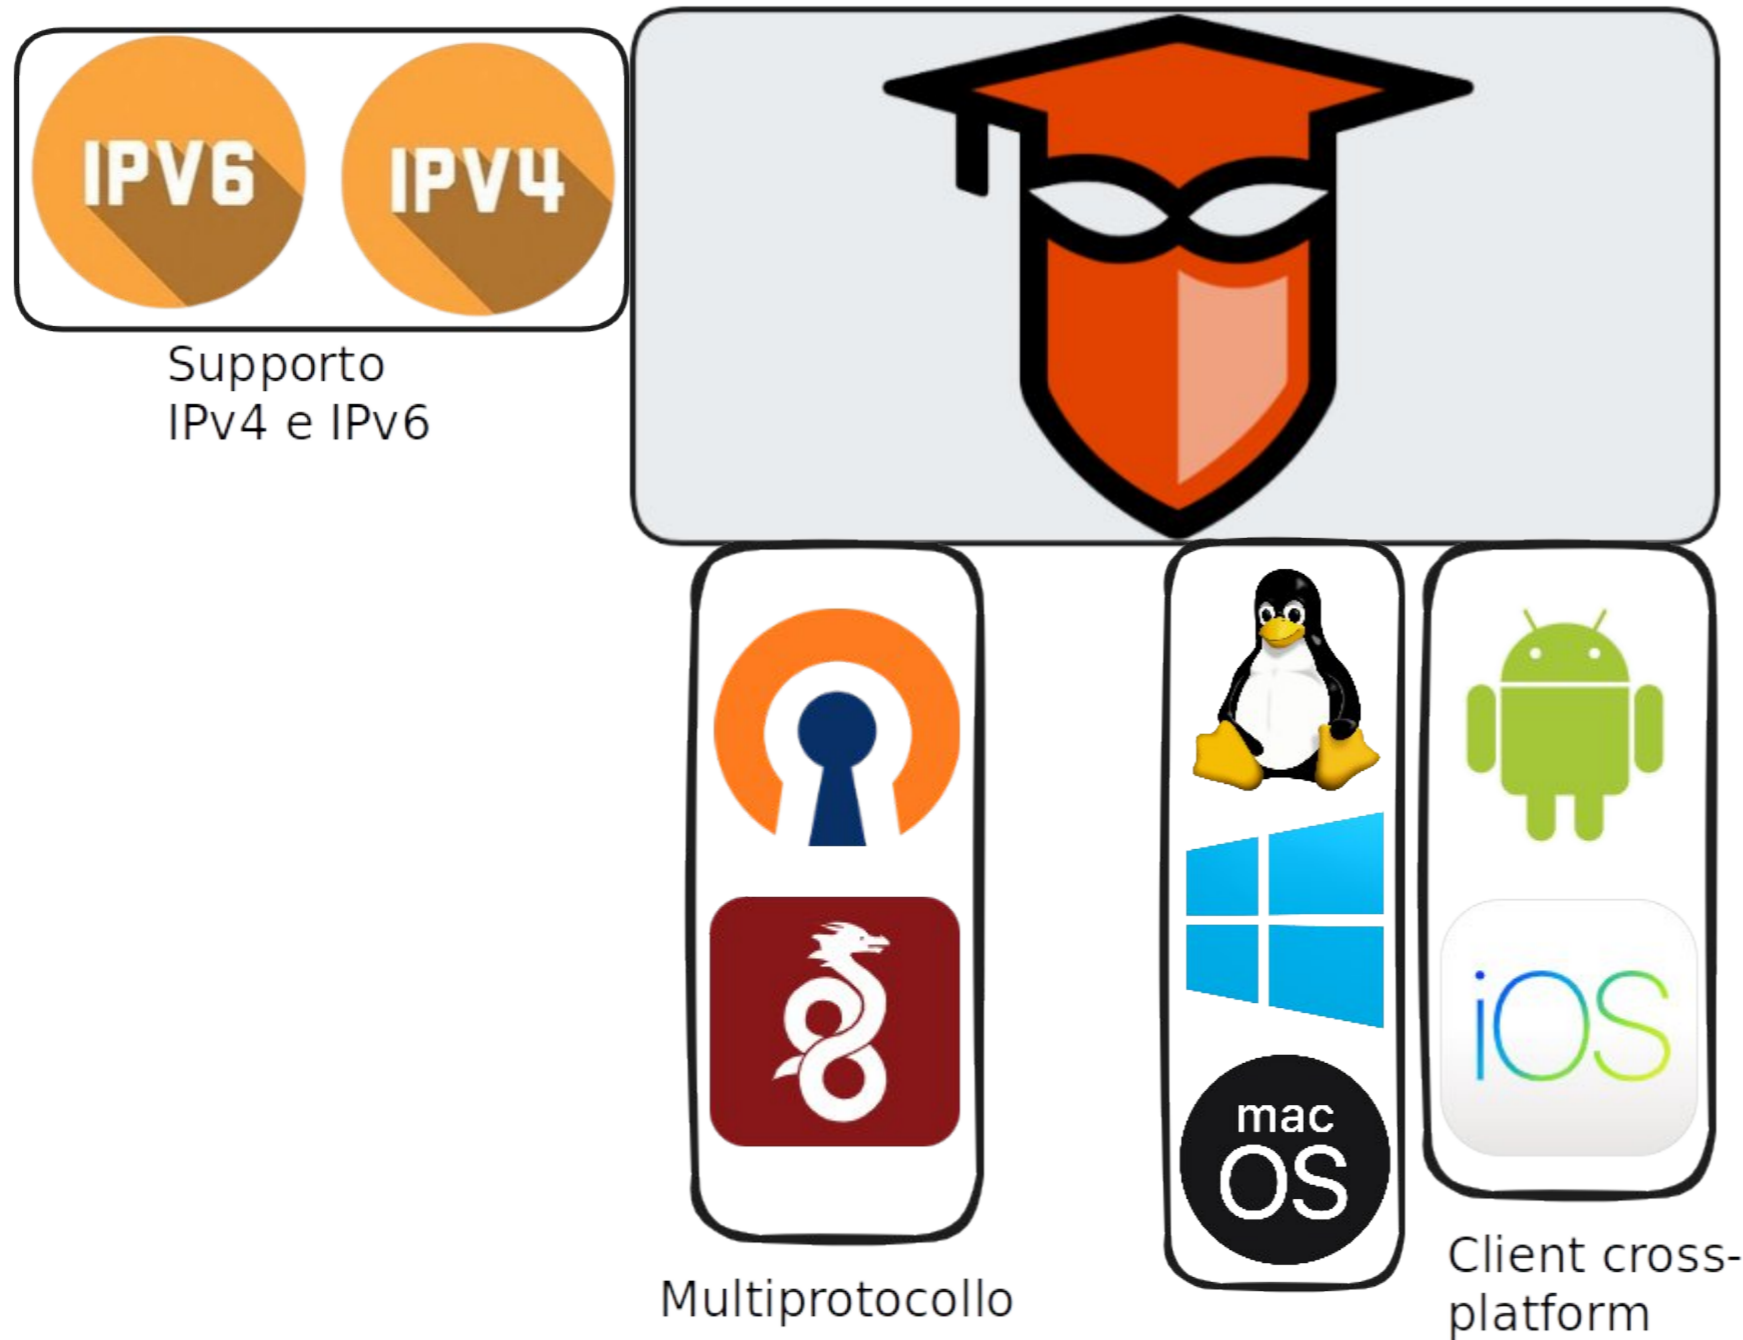 IPV6
IPV4
Supporto
IPv4 e IPv6
mac
OS
iOS
Multiprotocollo
Client cross-
platform